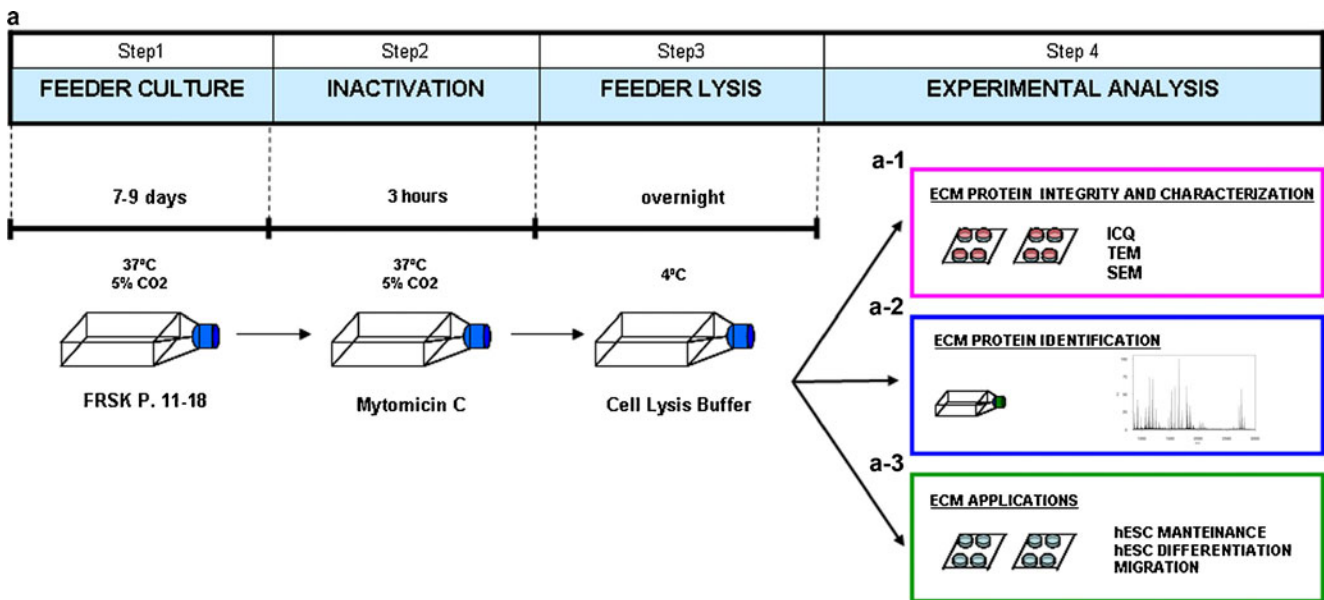 a
Step1
Step2
Step3
Step 4
FEEDER CULTURE
INACTIVATION
FEEDER LYSIS
EXPERIMENTAL ANALYSIS
7-9 days
3 hours
overnight
37ºC
5% CO2
37ºC
5% CO2
4ºC
FRSK P. 11-18
Mytomicin C
Cell Lysis Buffer
a-1
ECM PROTEIN INTEGRITY AND CHARACTERIZATION
ICQ
TEM
SEM
a-2
ECM PROTEIN IDENTIFICATION
a-3
ECM APPLICATIONS
hESC MANTEINANCE
hESC DIFFERENTIATION
MIGRATION